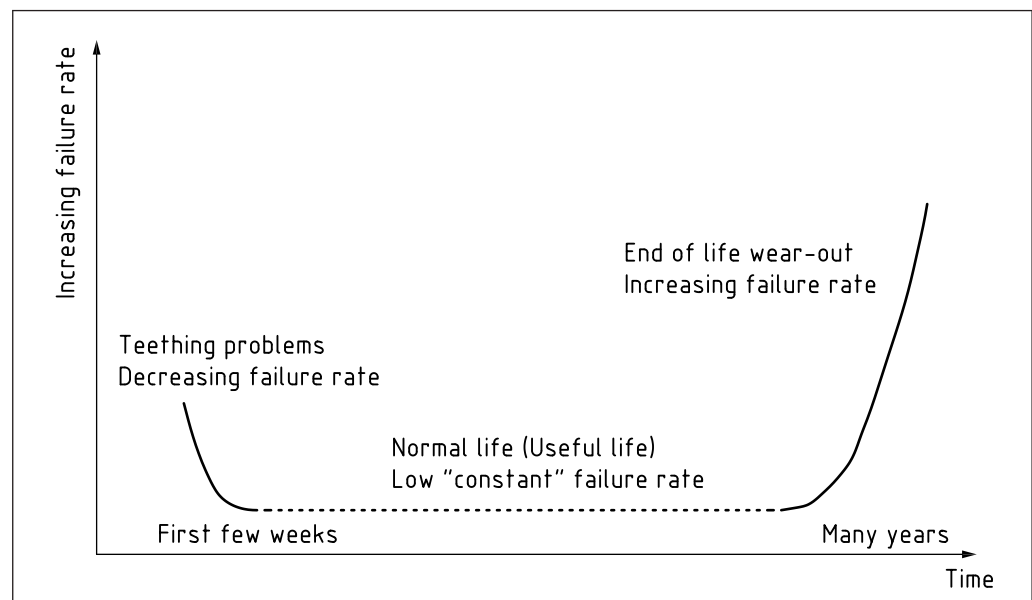 Increasing failure rate
End of life wear-out
Increasing failure rate
Teething problems
Decreasing failure rate
Normal life (Useful life)
Low "constant" failure rate
First few weeks
Many years
Time